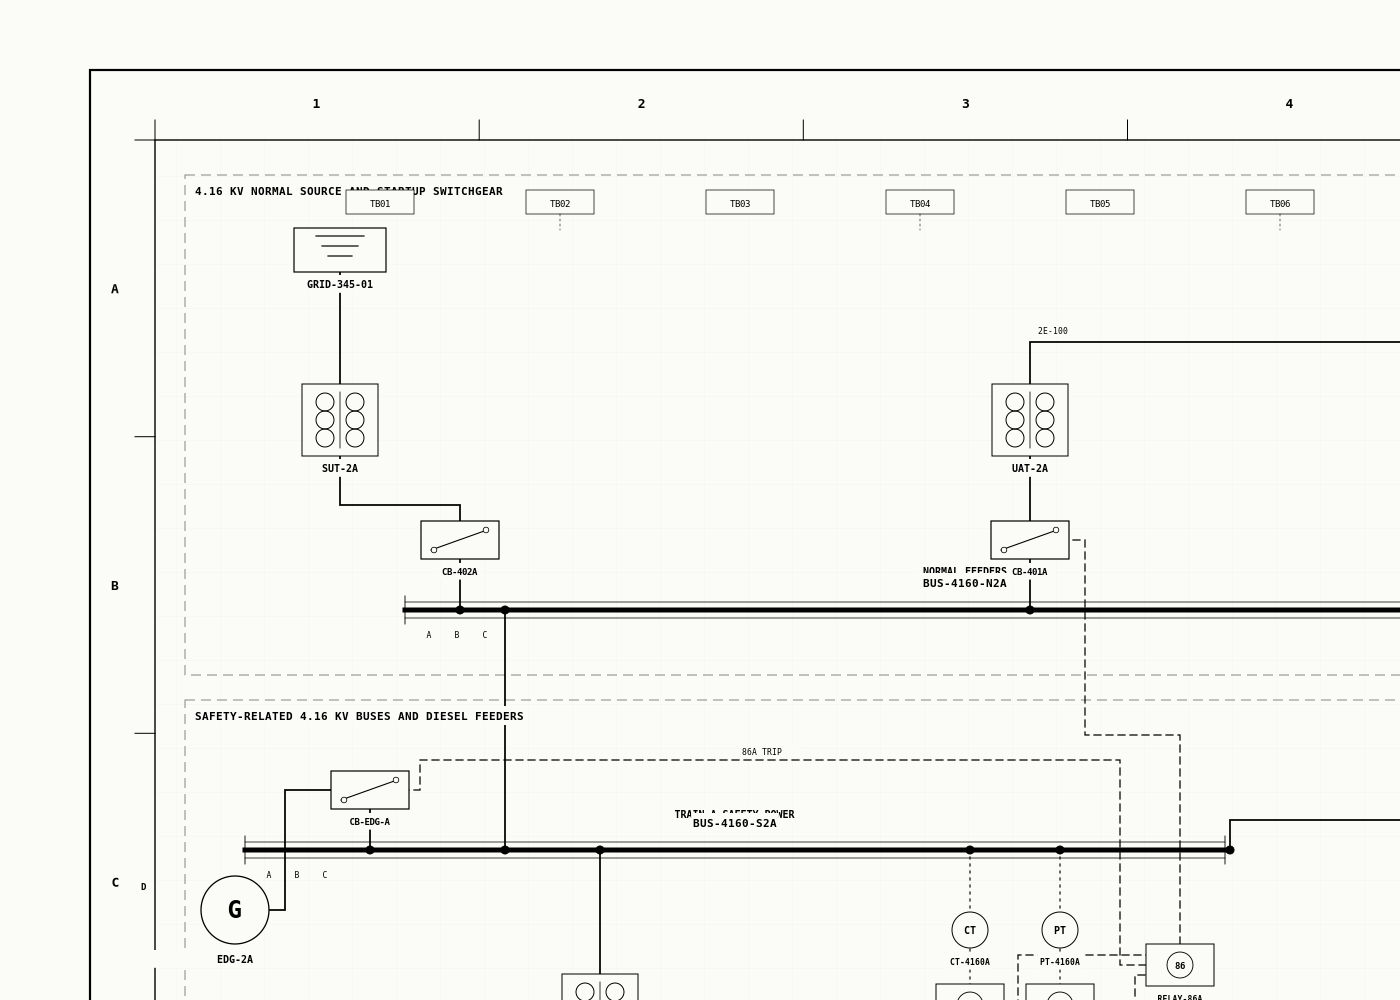 1 2 3 4
4.16 KV NORMAL SOURCE AND STARTUP SWITCHGEAR
TB01 TB02 TB03 TB04 TB05 TB06
GRID-345-01
A
2E-100
SUT-2A UAT-2A
CB-402A CB-401A
NORMAL FEEDERS
BUS-4160-N2A
B
A B C
SAFETY-RELATED 4.16 KV BUSES AND DIESEL FEEDERS
86A TRIP
CB-EDG-A
TRAIN A SAFETY POWER
BUS-4160-S2A
A B C
C D
G
CT PT
EDG-2A
CT-4160A PT-4160A
86
RELAY-86A